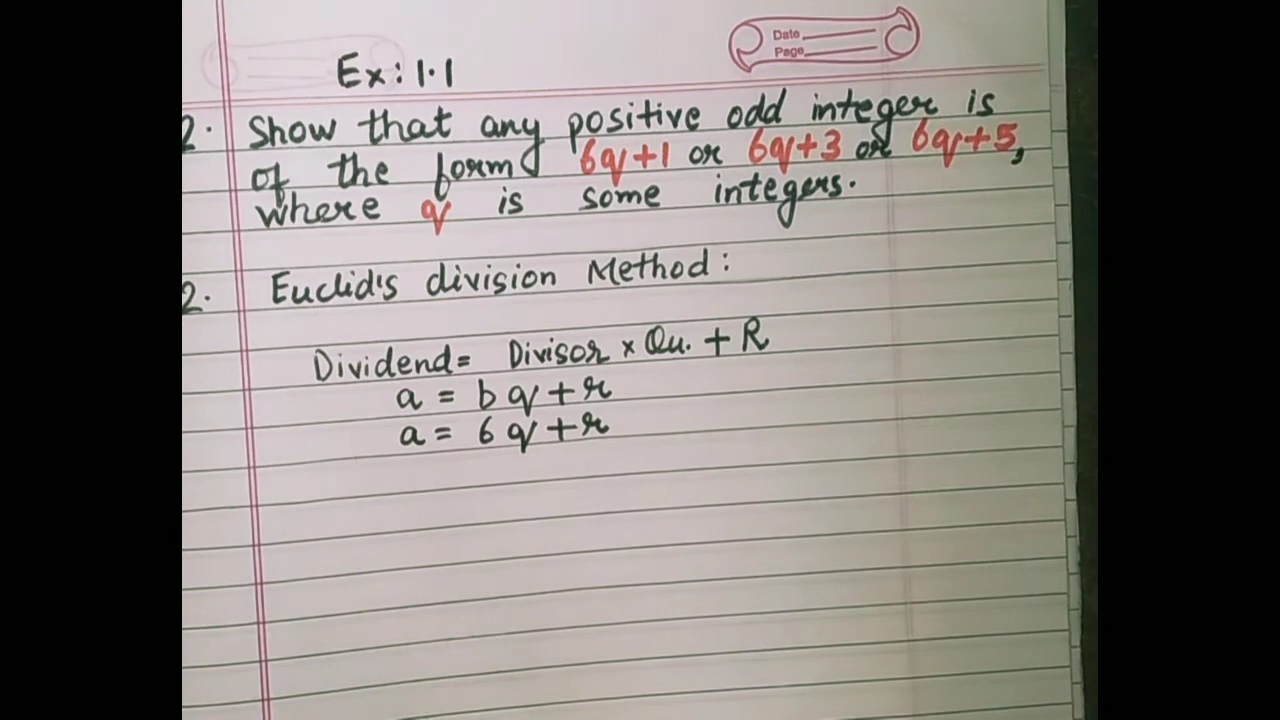 Date
Page
Ex: 1.1
2. Show that any positive odd integer is
of the form 6q+1 or 6q+3 or 6q+5,
where q is some integers.
2. Euclid's division Method:
Dividend = Divisor × Qu. + R
a = bq+r
a = 6q+r